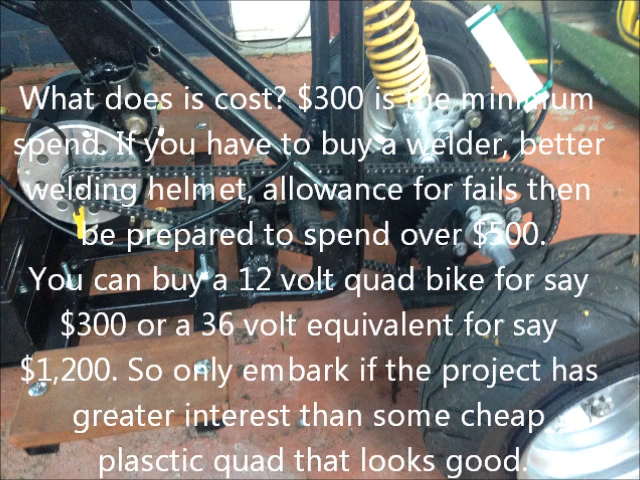 What does is cost? $300 is the minimum
spend. If you have to buy a welder, better
welding helmet, allowance for fails then
be prepared to spend over $500.
You can buy a 12 volt quad bike for say
$300 or a 36 volt equivalent for say
$1,200. So only embark if the project has
greater interest than some cheap
plasctic quad that looks good.